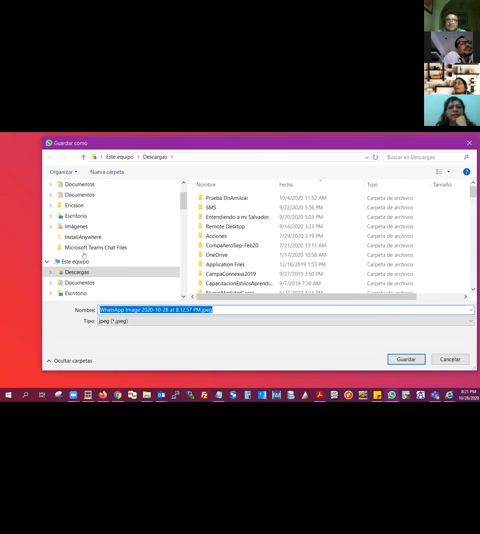 Guardar como
Este equipo > Descargas
Buscar en Descargas
Organizar
Nueva carpeta
Documentos
Documentos
Ericsson
Escritorio
Imágenes
InstallAnywhere
Microsoft Teams Chat Files
Este equipo
Descargas
Documentos
Escritorio
Nombre Fecha Tipo Tamaño
Prueba DnAmilcar 10/4/2020 11:52 AM Carpeta de archivos
SMS 9/22/2020 5:56 PM Carpeta de archivos
Entendiendo a mi Salvador 9/20/2020 5:03 PM Carpeta de archivos
Remote Desktop 9/14/2020 3:23 PM Carpeta de archivos
Acciones 7/29/2020 3:19 PM Carpeta de archivos
CompañeroSep-Feb20 7/21/2020 10:11 AM Carpeta de archivos
OneDrive 1/17/2020 10:58 AM Carpeta de archivos
Application Files 12/16/2019 1:53 PM Carpeta de archivos
CampaConnexus2019 9/27/2019 3:50 PM Carpeta de archivos
CapacitacionEstilosAprendi... 9/7/2019 7:30 AM Carpeta de archivos
Nombre: WhatsApp Image 2020-10-28 at 8.12.57 PM.jpeg
Tipo: jpeg (*.jpeg)
Ocultar carpetas
Guardar
Cancelar
8:21 PM
10/28/2020